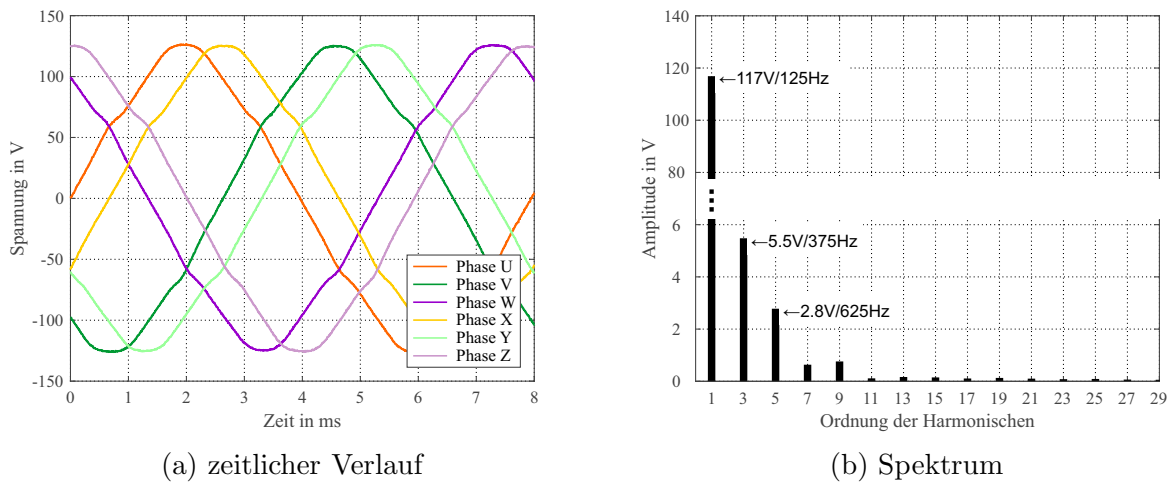 150
100
50
0
-50
-100
-150
Spannung in V
0 1 2 3 4 5 6 7 8
Zeit in ms
Phase U
Phase V
Phase W
Phase X
Phase Y
Phase Z
(a) zeitlicher Verlauf
140
120
100
80
6
4
2
0
Amplitude in V
←117V/125Hz
←5.5V/375Hz
←2.8V/625Hz
1 3 5 7 9 11 13 15 17 19 21 23 25 27 29
Ordnung der Harmonischen
(b) Spektrum